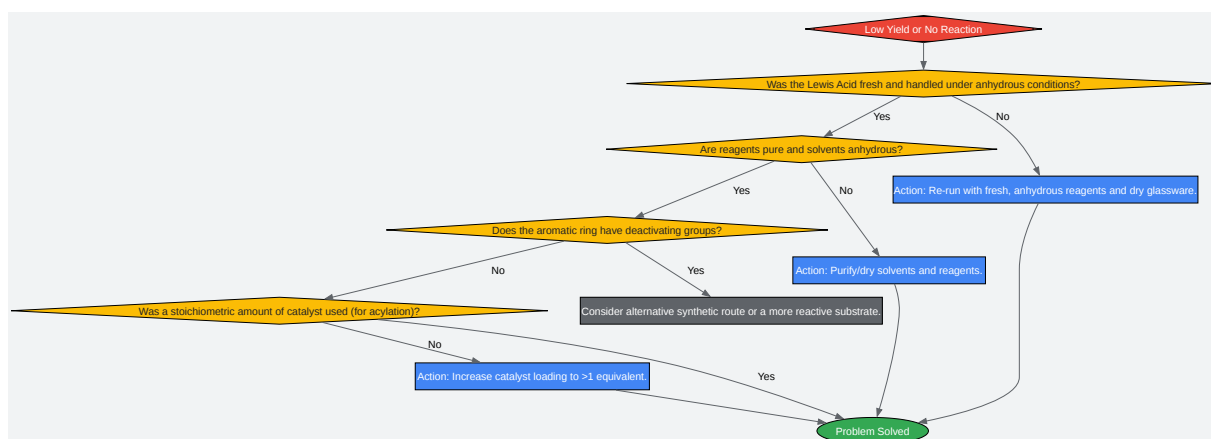 Low Yield or No Reaction
Was the Lewis Acid fresh and handled under anhydrous conditions?
Yes
No
Are reagents pure and solvents anhydrous?
Action: Re-run with fresh, anhydrous reagents and dry glassware.
Yes
No
Does the aromatic ring have deactivating groups?
Action: Purify/dry solvents and reagents.
No
Yes
Was a stoichiometric amount of catalyst used (for acylation)?
Consider alternative synthetic route or a more reactive substrate.
No
Action: Increase catalyst loading to >1 equivalent.
Yes
Problem Solved